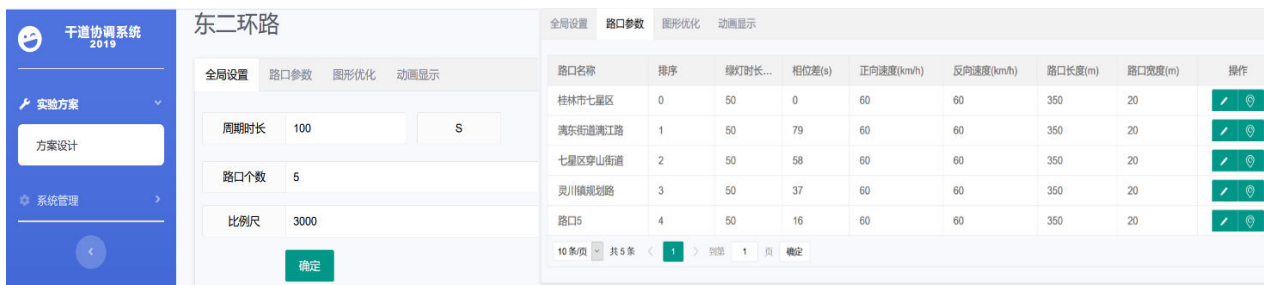 干道协调系统
2019
实验方案
方案设计
系统管理
东二环路
全局设置 路口参数 图形优化 动画显示
周期时长 100 S
路口个数 5
比例尺 3000
确定
全局设置 路口参数 图形优化 动画显示
路口名称 排序 绿灯时长... 相位差(s) 正向速度(km/h) 反向速度(km/h) 路口长度(m) 路口宽度(m) 操作
桂林市七星区 0 50 0 60 60 350 20
漓东街道漓江路 1 50 79 60 60 350 20
七星区穿山街道 2 50 58 60 60 350 20
灵川镇规划路 3 50 37 60 60 350 20
路口5 4 50 16 60 60 350 20
10 条/页 共 5 条 1 到第 1 页 确定